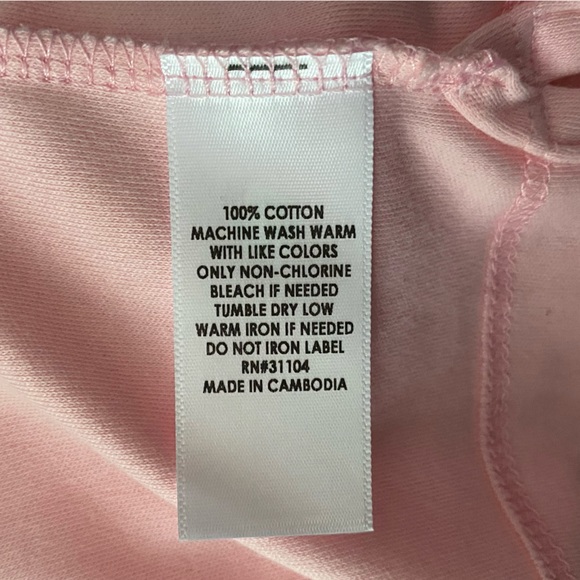 100% COTTON
MACHINE WASH WARM
WITH LIKE COLORS
ONLY NON-CHLORINE
BLEACH IF NEEDED
TUMBLE DRY LOW
WARM IRON IF NEEDED
DO NOT IRON LABEL
RN#31104
MADE IN CAMBODIA